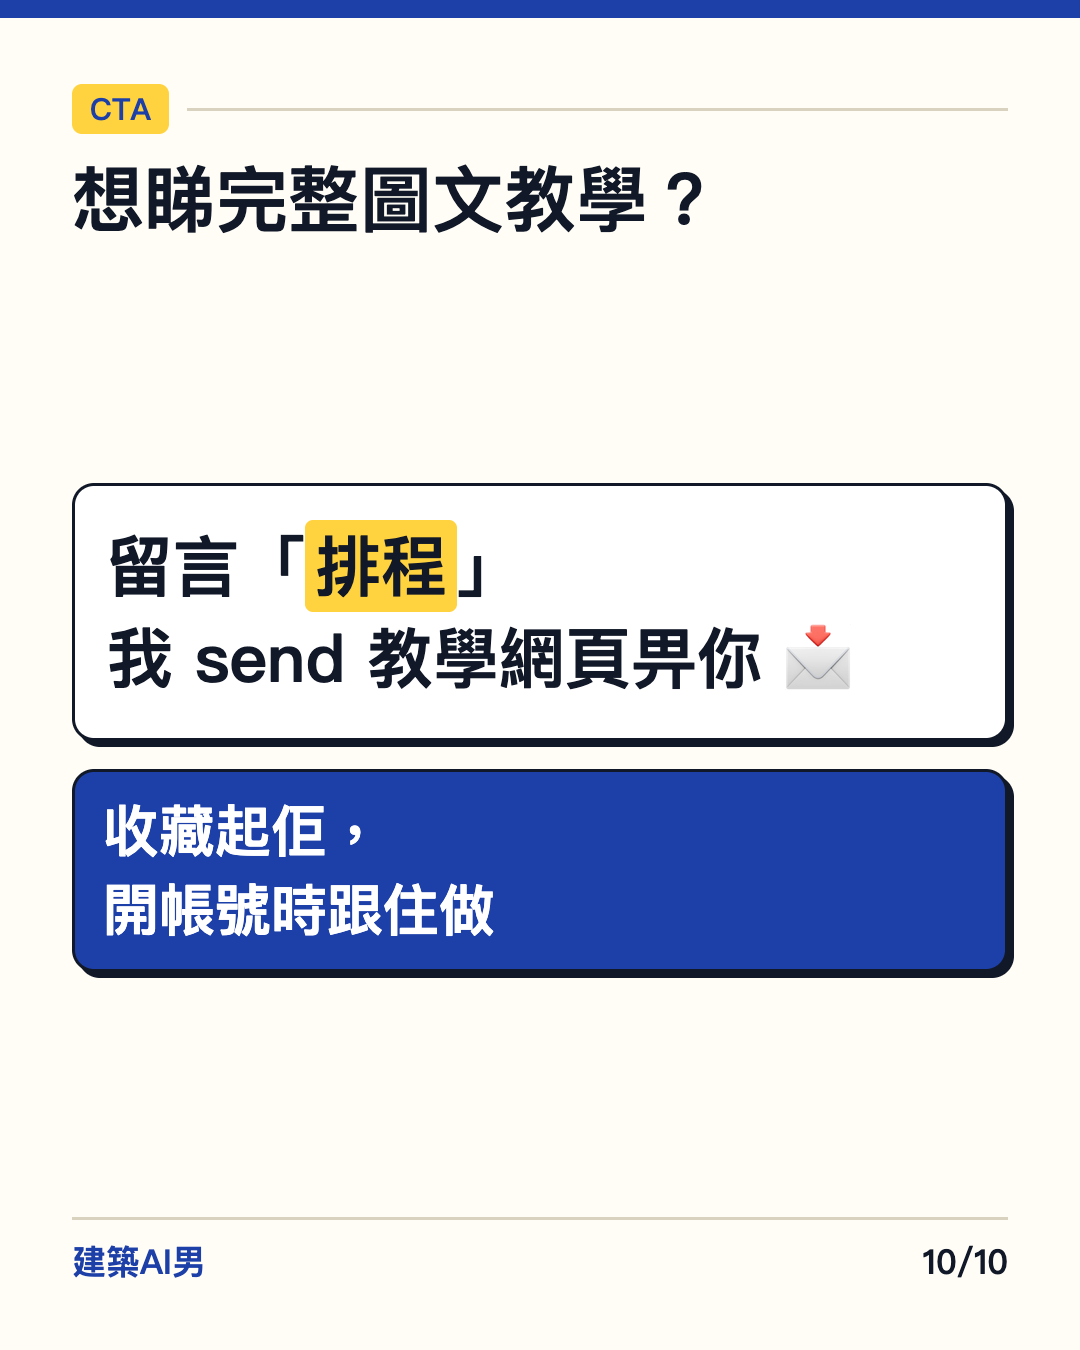 CTA
想睇完整圖文教學？
留言「排程」
我 send 教學網頁畀你 📩
收藏起佢，
開帳號時跟住做
建築AI男
10/10